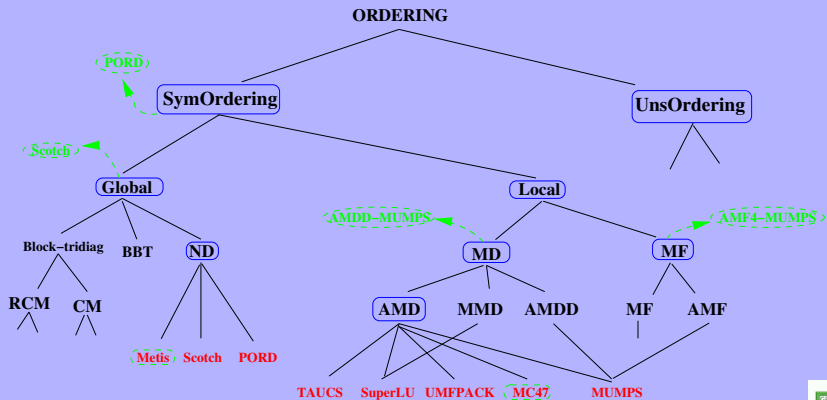 ORDERING
PORD
SymOrdering
UnsOrdering
Scotch
Global
Local
AMDD-MUMPS
AMF4-MUMPS
Block-tridiag
BBT
ND
MD
MF
RCM
CM
AMD
MMD
AMDD
MF
AMF
Metis
Scotch
PORD
TAUCS
SuperLU
UMFPACK
MC47
MUMPS